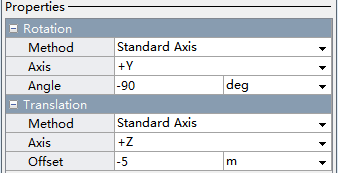 Properties
Rotation
Method Standard Axis
Axis +Y
Angle -90 deg
Translation
Method Standard Axis
Axis +Z
Offset -5 m